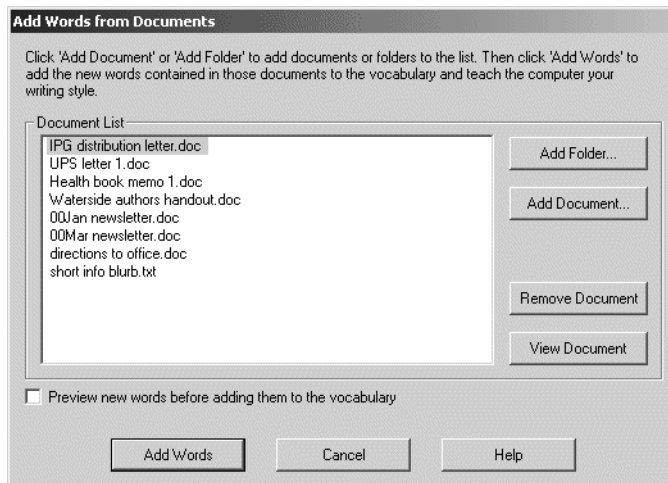 Add Words from Documents
Click 'Add Document' or 'Add Folder' to add documents or folders to the list. Then click 'Add Words' to
add the new words contained in those documents to the vocabulary and teach the computer your
writing style.
Document List
IPG distribution letter.doc
UPS letter 1.doc
Health book memo 1.doc
Waterside authors handout.doc
00Jan newsletter.doc
00Mar newsletter.doc
directions to office.doc
short info blurb.txt
Add Folder...
Add Document...
Remove Document
View Document
Preview new words before adding them to the vocabulary
Add Words
Cancel
Help